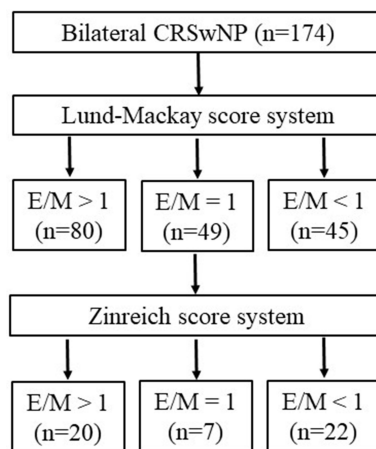 Bilateral CRSwNP (n=174)
Lund-Mackay score system
E/M > 1 E/M = 1 E/M < 1
(n=80) (n=49) (n=45)
Zinreich score system
E/M > 1 E/M = 1 E/M < 1
(n=20) (n=7) (n=22)